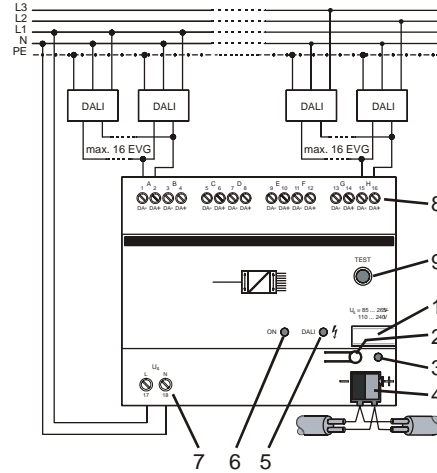 L3
L2
L1
N
PE
DALI DALI DALI DALI
max. 16 EVG max. 16 EVG
A B C D E F G H
1 2 3 4 5 6 7 8 9 10 11 12 13 14 15 16
DA- DA+ DA- DA+ DA- DA+ DA- DA+ DA- DA+ DA- DA+ DA- DA+ DA- DA+
8
TEST
9
110 ... 240V
1
ON DALI
2
3
4
Us
L N
17 18
7 6 5